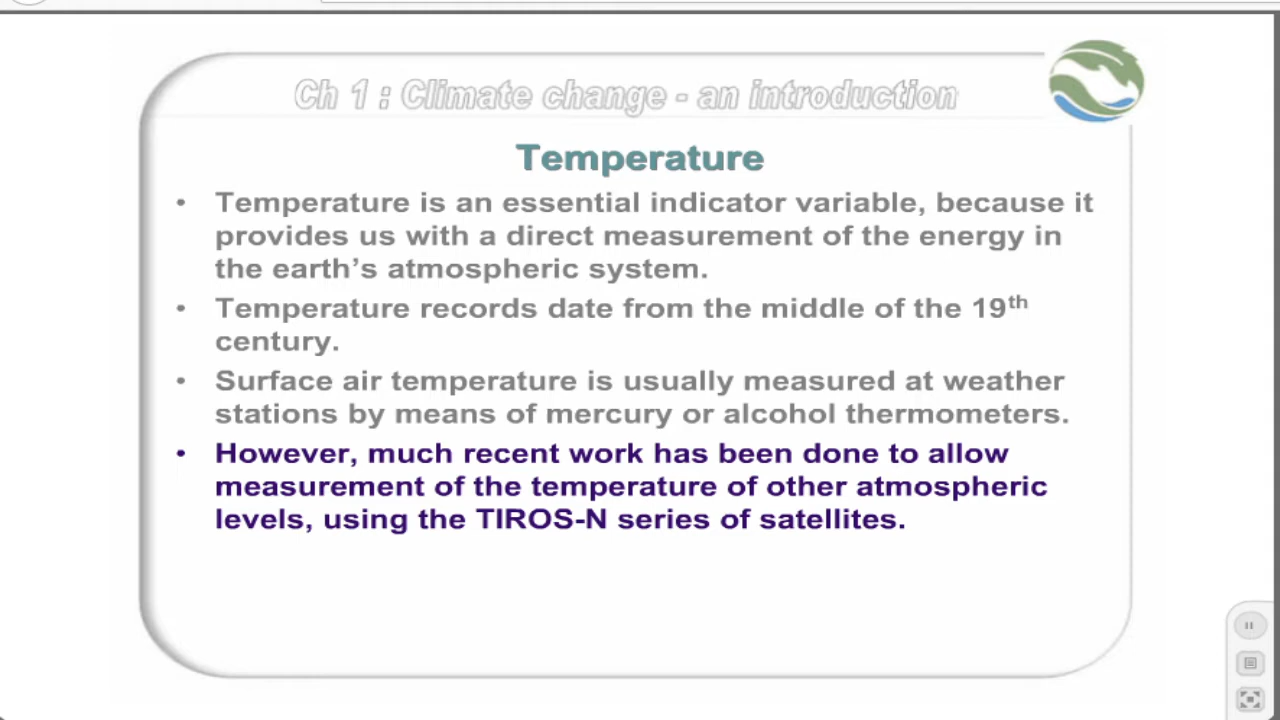 Ch 1 : Climate change - an introduction
Temperature
• Temperature is an essential indicator variable, because it
provides us with a direct measurement of the energy in
the earth’s atmospheric system.
• Temperature records date from the middle of the 19th
century.
• Surface air temperature is usually measured at weather
stations by means of mercury or alcohol thermometers.
• However, much recent work has been done to allow
measurement of the temperature of other atmospheric
levels, using the TIROS-N series of satellites.